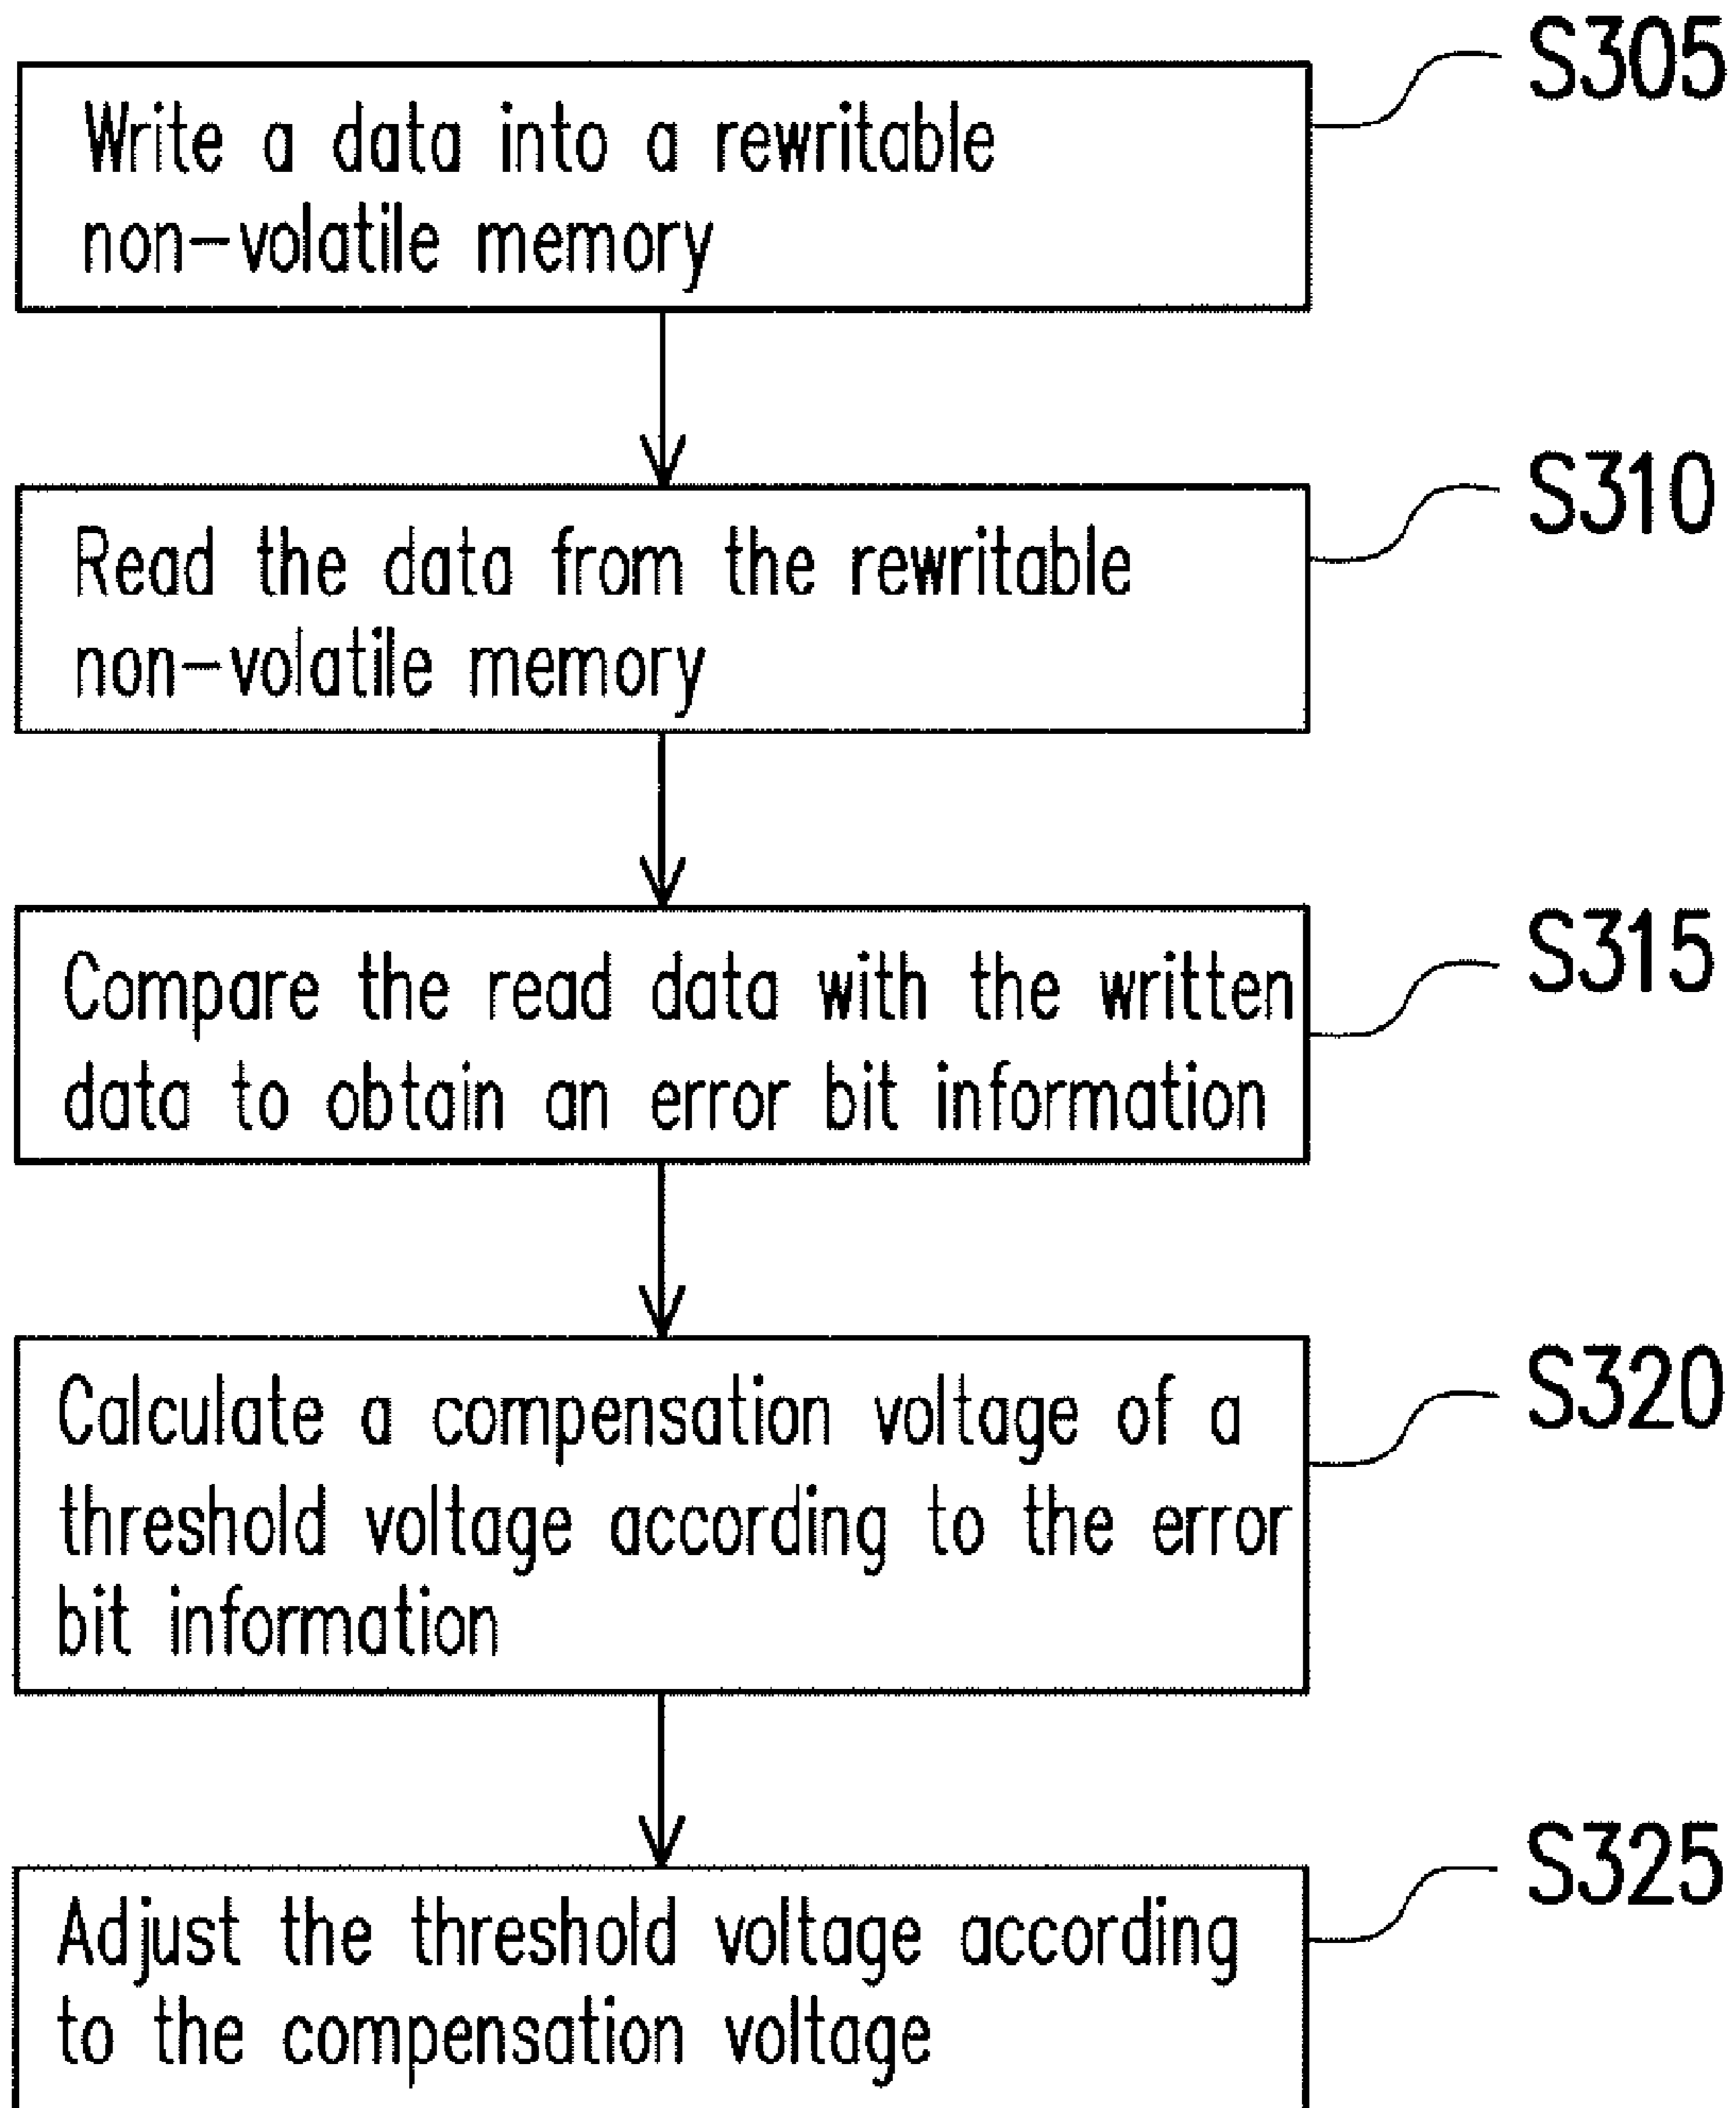 S305
Write a data into a rewritable
non-volatile memory
S310
Read the data from the rewritable
non-volatile memory
S315
Compare the read data with the written
data to obtain an error bit information
S320
Calculate a compensation voltage of a
threshold voltage according to the error
bit information
S325
Adjust the threshold voltage according
to the compensation voltage